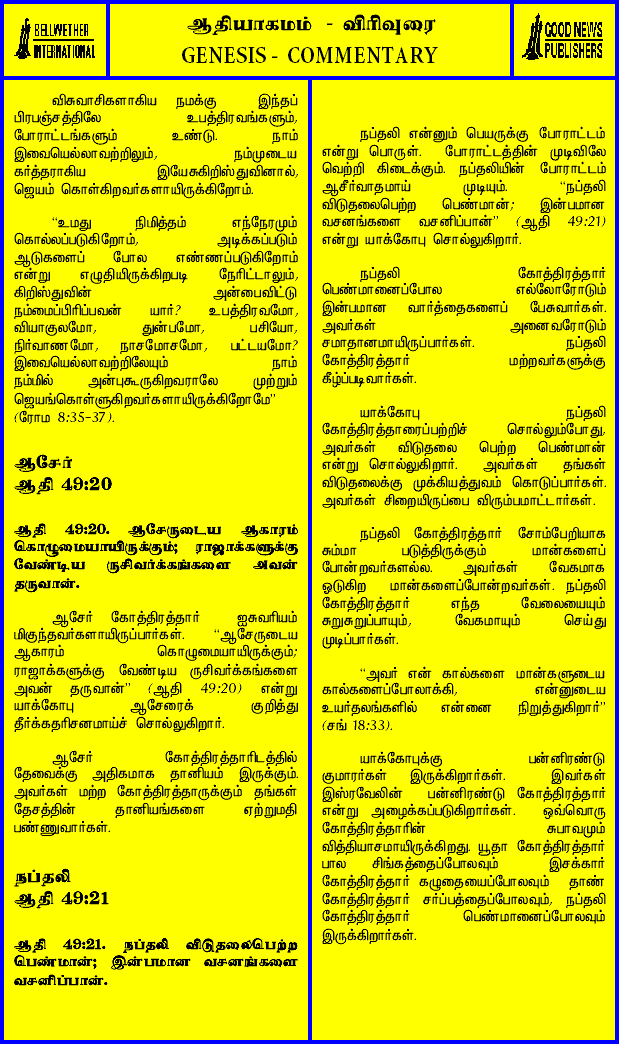 BELLWETHER
INTERNATIONAL
ஆதியாகமம் - விரிவுரை
GENESIS - COMMENTARY
GOOD NEWS
PUBLISHERS
விசுவாசிகளாகிய நமக்கு இந்தப்
பிரபஞ்சத்திலே உபத்திரவங்களும்,
போராட்டங்களும் உண்டு. நாம்
இவையெல்லாவற்றிலும், நம்முடைய
கர்த்தராகிய இயேசுகிறிஸ்துவினால்,
ஜெயம் கொள்கிறவர்களாயிருக்கிறோம்.
“உமது நிமித்தம் எந்நேரமும்
கொல்லப்படுகிறோம், அடிக்கப்படும்
ஆடுகளைப் போல எண்ணப்படுகிறோம்
என்று எழுதியிருக்கிறபடி நேரிட்டாலும்,
கிறிஸ்துவின் அன்பைவிட்டு
நம்மைப்பிரிப்பவன் யார்? உபத்திரவமோ,
வியாகுலமோ, துன்பமோ, பசியோ,
நிர்வாணமோ, நாசமோசமோ, பட்டயமோ?
இவையெல்லாவற்றிலேயும் நாம்
நம்மில் அன்புகூருகிறவராலே முற்றும்
ஜெயங்கொள்ளுகிறவர்களாயிருக்கிறோமே”
(ரோம 8:35-37).
ஆசேர்
ஆதி 49:20
ஆதி 49:20. ஆசேருடைய ஆகாரம்
கொழுமையாயிருக்கும்; ராஜாக்களுக்கு
வேண்டிய ருசிவர்க்கங்களை அவன்
தருவான்.
ஆசேர் கோத்திரத்தார் ஐசுவரியம்
மிகுந்தவர்களாயிருப்பார்கள். “ஆசேருடைய
ஆகாரம் கொழுமையாயிருக்கும்;
ராஜாக்களுக்கு வேண்டிய ருசிவர்க்கங்களை
அவன் தருவான்” (ஆதி 49:20) என்று
யாக்கோபு ஆசேரைக் குறித்து
தீர்க்கதரிசனமாய்ச் சொல்லுகிறார்.
ஆசேர் கோத்திரத்தாரிடத்தில்
தேவைக்கு அதிகமாக தானியம் இருக்கும்.
அவர்கள் மற்ற கோத்திரத்தாருக்கும் தங்கள்
தேசத்தின் தானியங்களை ஏற்றுமதி
பண்ணுவார்கள்.
நப்தலி
ஆதி 49:21
ஆதி 49:21. நப்தலி விடுதலைபெற்ற
பெண்மான்; இன்பமான வசனங்களை
வசனிப்பான்.
நப்தலி என்னும் பெயருக்கு போராட்டம்
என்று பொருள். போராட்டத்தின் முடிவிலே
வெற்றி கிடைக்கும். நப்தலியின் போராட்டம்
ஆசீர்வாதமாய் முடியும். “நப்தலி
விடுதலைபெற்ற பெண்மான்; இன்பமான
வசனங்களை வசனிப்பான்” (ஆதி 49:21)
என்று யாக்கோபு சொல்லுகிறார்.
நப்தலி கோத்திரத்தார்
பெண்மானைப்போல எல்லோரோடும்
இன்பமான வார்த்தைகளைப் பேசுவார்கள்.
அவர்கள் அனைவரோடும்
சமாதானமாயிருப்பார்கள். நப்தலி
கோத்திரத்தார் மற்றவர்களுக்கு
கீழ்ப்படிவார்கள்.
யாக்கோபு நப்தலி
கோத்திரத்தாரைப்பற்றிச் சொல்லும்போது,
அவர்கள் விடுதலை பெற்ற பெண்மான்
என்று சொல்லுகிறார். அவர்கள் தங்கள்
விடுதலைக்கு முக்கியத்துவம் கொடுப்பார்கள்.
அவர்கள் சிறையிருப்பை விரும்பமாட்டார்கள்.
நப்தலி கோத்திரத்தார் சோம்பேறியாக
சும்மா படுத்திருக்கும் மான்களைப்
போன்றவர்களல்ல. அவர்கள் வேகமாக
ஓடுகிற மான்களைப்போன்றவர்கள். நப்தலி
கோத்திரத்தார் எந்த வேலையையும்
சுறுசுறுப்பாயும், வேகமாயும் செய்து
முடிப்பார்கள்.
“அவர் என் கால்களை மான்களுடைய
கால்களைப்போலாக்கி, என்னுடைய
உயர்தலங்களில் என்னை நிறுத்துகிறார்”
(சங் 18:33).
யாக்கோபுக்கு பன்னிரண்டு
குமாரர்கள் இருக்கிறார்கள். இவர்கள்
இஸ்ரவேலின் பன்னிரண்டு கோத்திரத்தார்
என்று அழைக்கப்படுகிறார்கள். ஒவ்வொரு
கோத்திரத்தாரின் சுபாவமும்
வித்தியாசமாயிருக்கிறது. யூதா கோத்திரத்தார்
பால சிங்கத்தைப்போலவும் இசக்கார்
கோத்திரத்தார் கழுதையைப்போலவும் தாண்
கோத்திரத்தார் சர்ப்பத்தைப்போலவும், நப்தலி
கோத்திரத்தார் பெண்மானைப்போலவும்
இருக்கிறார்கள்.